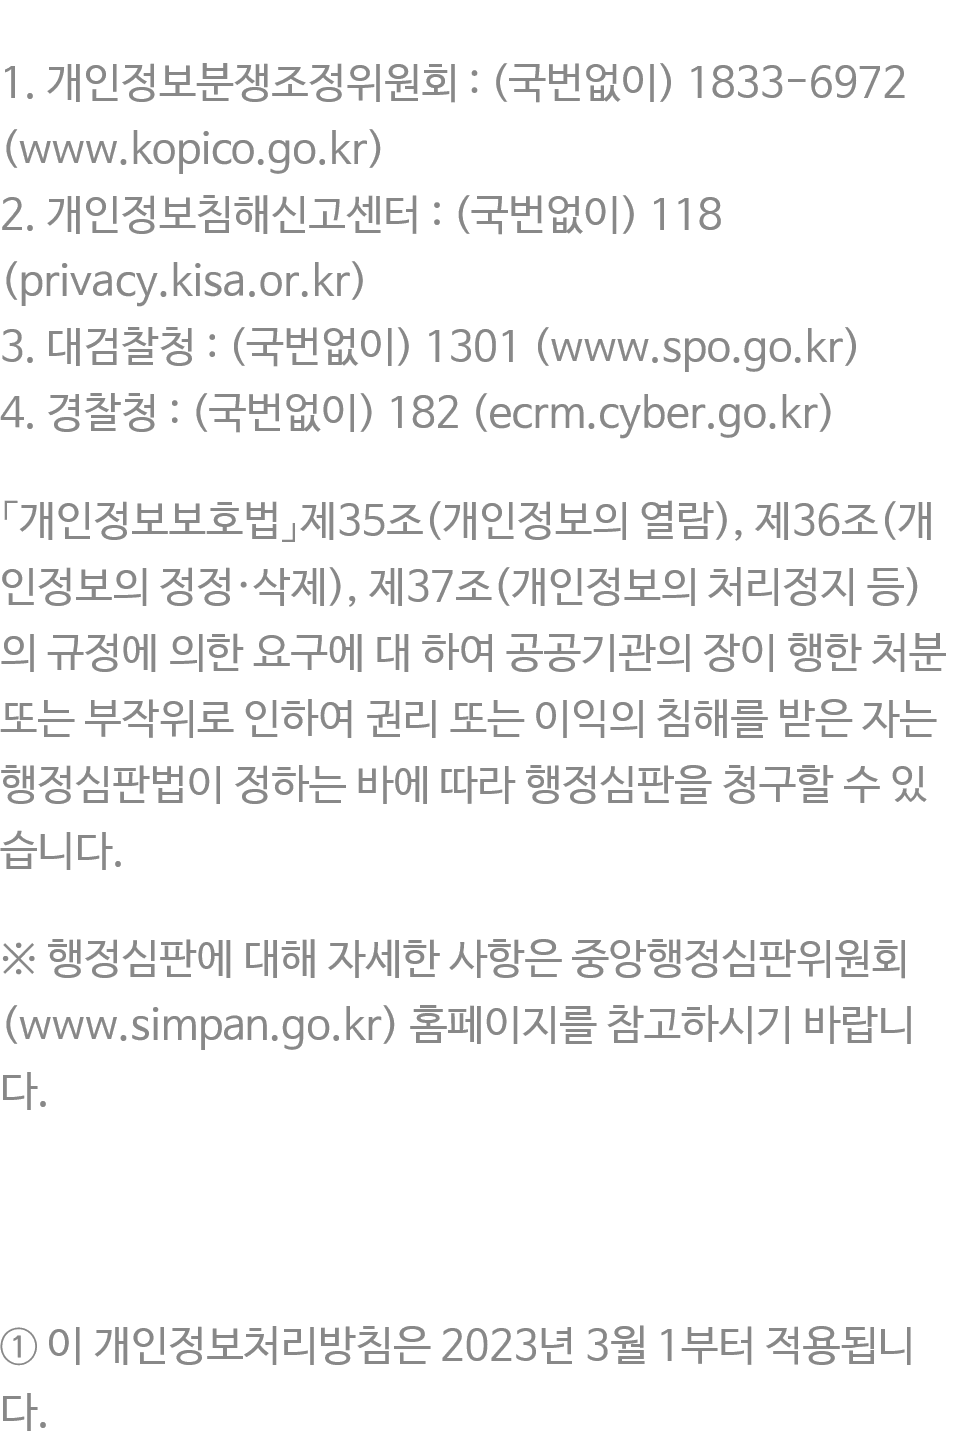 1. 개인정보분쟁조정위원회 : (국번없이) 1833-6972
(www.kopico.go.kr)
2. 개인정보침해신고센터 : (국번없이) 118
(privacy.kisa.or.kr)
3. 대검찰청 : (국번없이) 1301 (www.spo.go.kr)
4. 경찰청 : (국번없이) 182 (ecrm.cyber.go.kr)
「개인정보보호법」제35조(개인정보의 열람), 제36조(개
인정보의 정정·삭제), 제37조(개인정보의 처리정지 등)
의 규정에 의한 요구에 대 하여 공공기관의 장이 행한 처분
또는 부작위로 인하여 권리 또는 이익의 침해를 받은 자는
행정심판법이 정하는 바에 따라 행정심판을 청구할 수 있
습니다.
※ 행정심판에 대해 자세한 사항은 중앙행정심판위원회
(www.simpan.go.kr) 홈페이지를 참고하시기 바랍니
다.
① 이 개인정보처리방침은 2023년 3월 1부터 적용됩니
다.